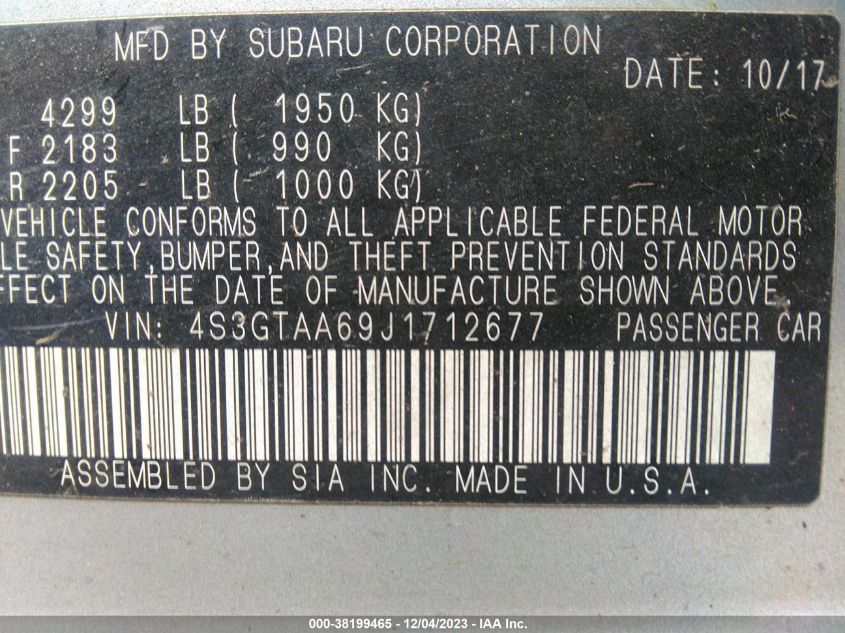 MFD BY SUBARU CORPORATION
DATE: 10/17
4299 LB ( 1950 KG)
F 2183 LB ( 990 KG)
R 2205 LB ( 1000 KG)
VEHICLE CONFORMS TO ALL APPLICABLE FEDERAL MOTOR
LE SAFETY,BUMPER,AND THEFT PREVENTION STANDARDS
FFECT ON THE DATE OF MANUFACTURE SHOWN ABOVE.
VIN: 4S3GTAA69J1712677 PASSENGER CAR
ASSEMBLED BY SIA INC. MADE IN U.S.A.
000-38199465 - 12/04/2023 - IAA Inc.